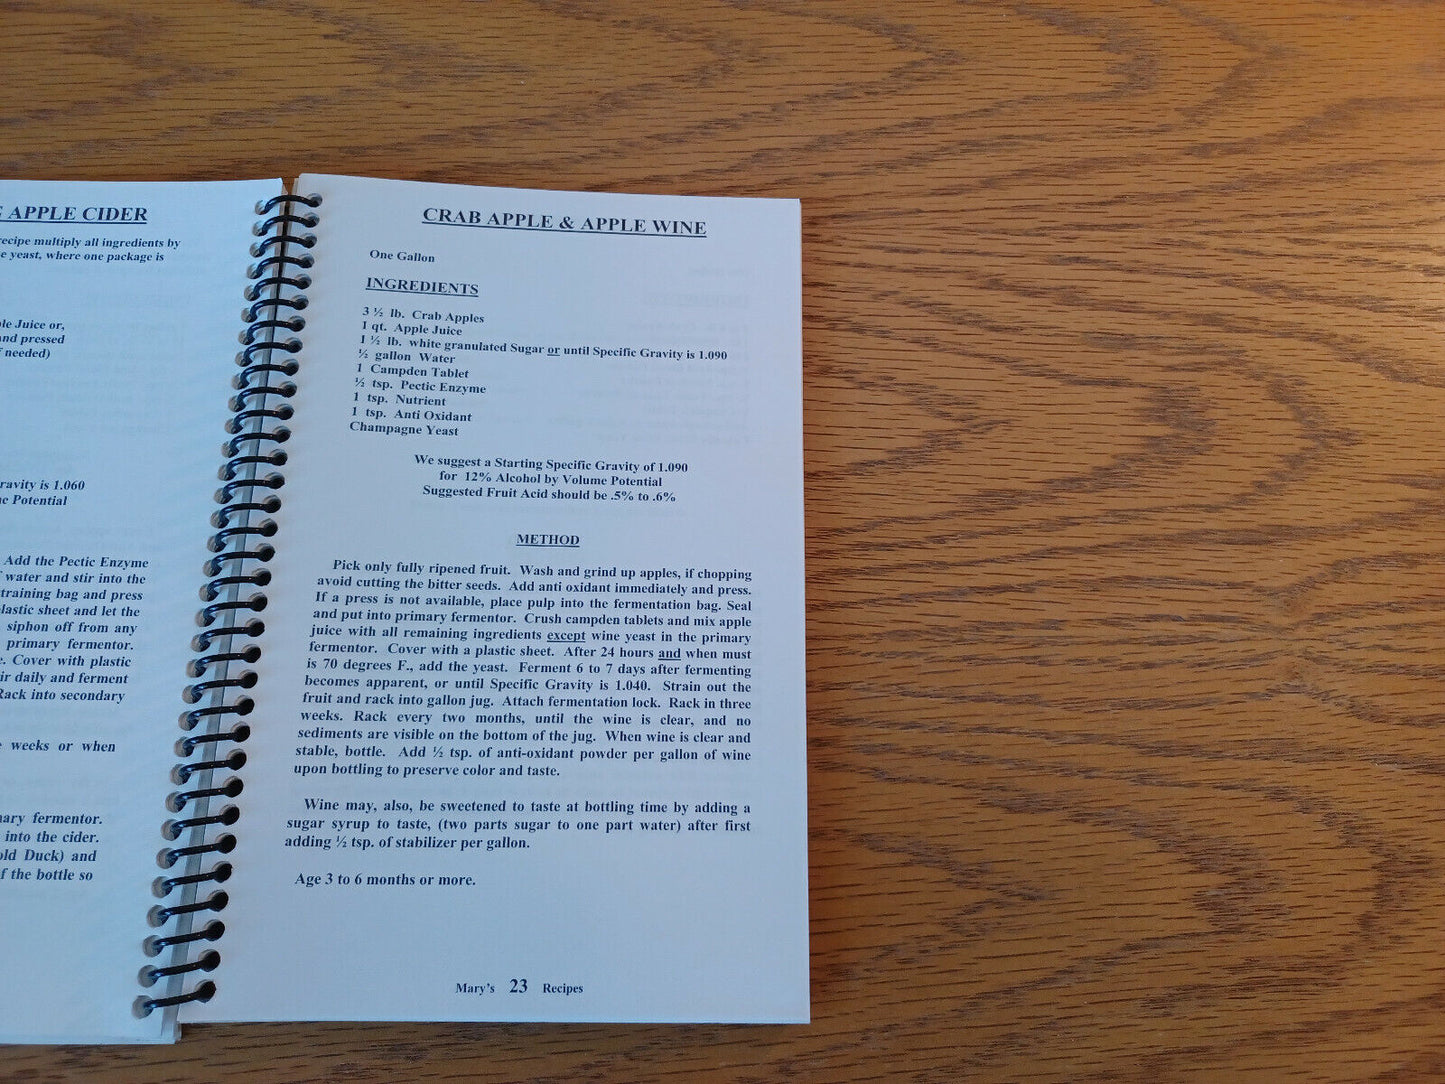 E APPLE CIDER
recipe multiply all ingredients by
e yeast, where one package is
ple Juice or,
and pressed
f needed)
ravity is 1.060
ne Potential
Add the Pectic Enzyme
f water and stir into the
training bag and press
plastic sheet and let the
siphon off from any
primary fermentor.
e. Cover with plastic
ir daily and ferment
Rack into secondary
e weeks or when
nary fermentor.
into the cider.
old Duck) and
f the bottle so
CRAB APPLE & APPLE WINE
One Gallon
INGREDIENTS
3 ½ lb. Crab Apples
1 qt. Apple Juice
1 ½ lb. white granulated Sugar or until Specific Gravity is 1.090
½ gallon Water
1 Campden Tablet
½ tsp. Pectic Enzyme
1 tsp. Nutrient
1 tsp. Anti Oxidant
Champagne Yeast
We suggest a Starting Specific Gravity of 1.090
for 12% Alcohol by Volume Potential
Suggested Fruit Acid should be .5% to .6%
METHOD
Pick only fully ripened fruit. Wash and grind up apples, if chopping
avoid cutting the bitter seeds. Add anti oxidant immediately and press.
If a press is not available, place pulp into the fermentation bag. Seal
and put into primary fermentor. Crush campden tablets and mix apple
juice with all remaining ingredients except wine yeast in the primary
fermentor. Cover with a plastic sheet. After 24 hours and when must
is 70 degrees F., add the yeast. Ferment 6 to 7 days after fermenting
becomes apparent, or until Specific Gravity is 1.040. Strain out the
fruit and rack into gallon jug. Attach fermentation lock. Rack in three
weeks. Rack every two months, until the wine is clear, and no
sediments are visible on the bottom of the jug. When wine is clear and
stable, bottle. Add ½ tsp. of anti-oxidant powder per gallon of wine
upon bottling to preserve color and taste.
Wine may, also, be sweetened to taste at bottling time by adding a
sugar syrup to taste, (two parts sugar to one part water) after first
adding ½ tsp. of stabilizer per gallon.
Age 3 to 6 months or more.
Mary's 23 Recipes